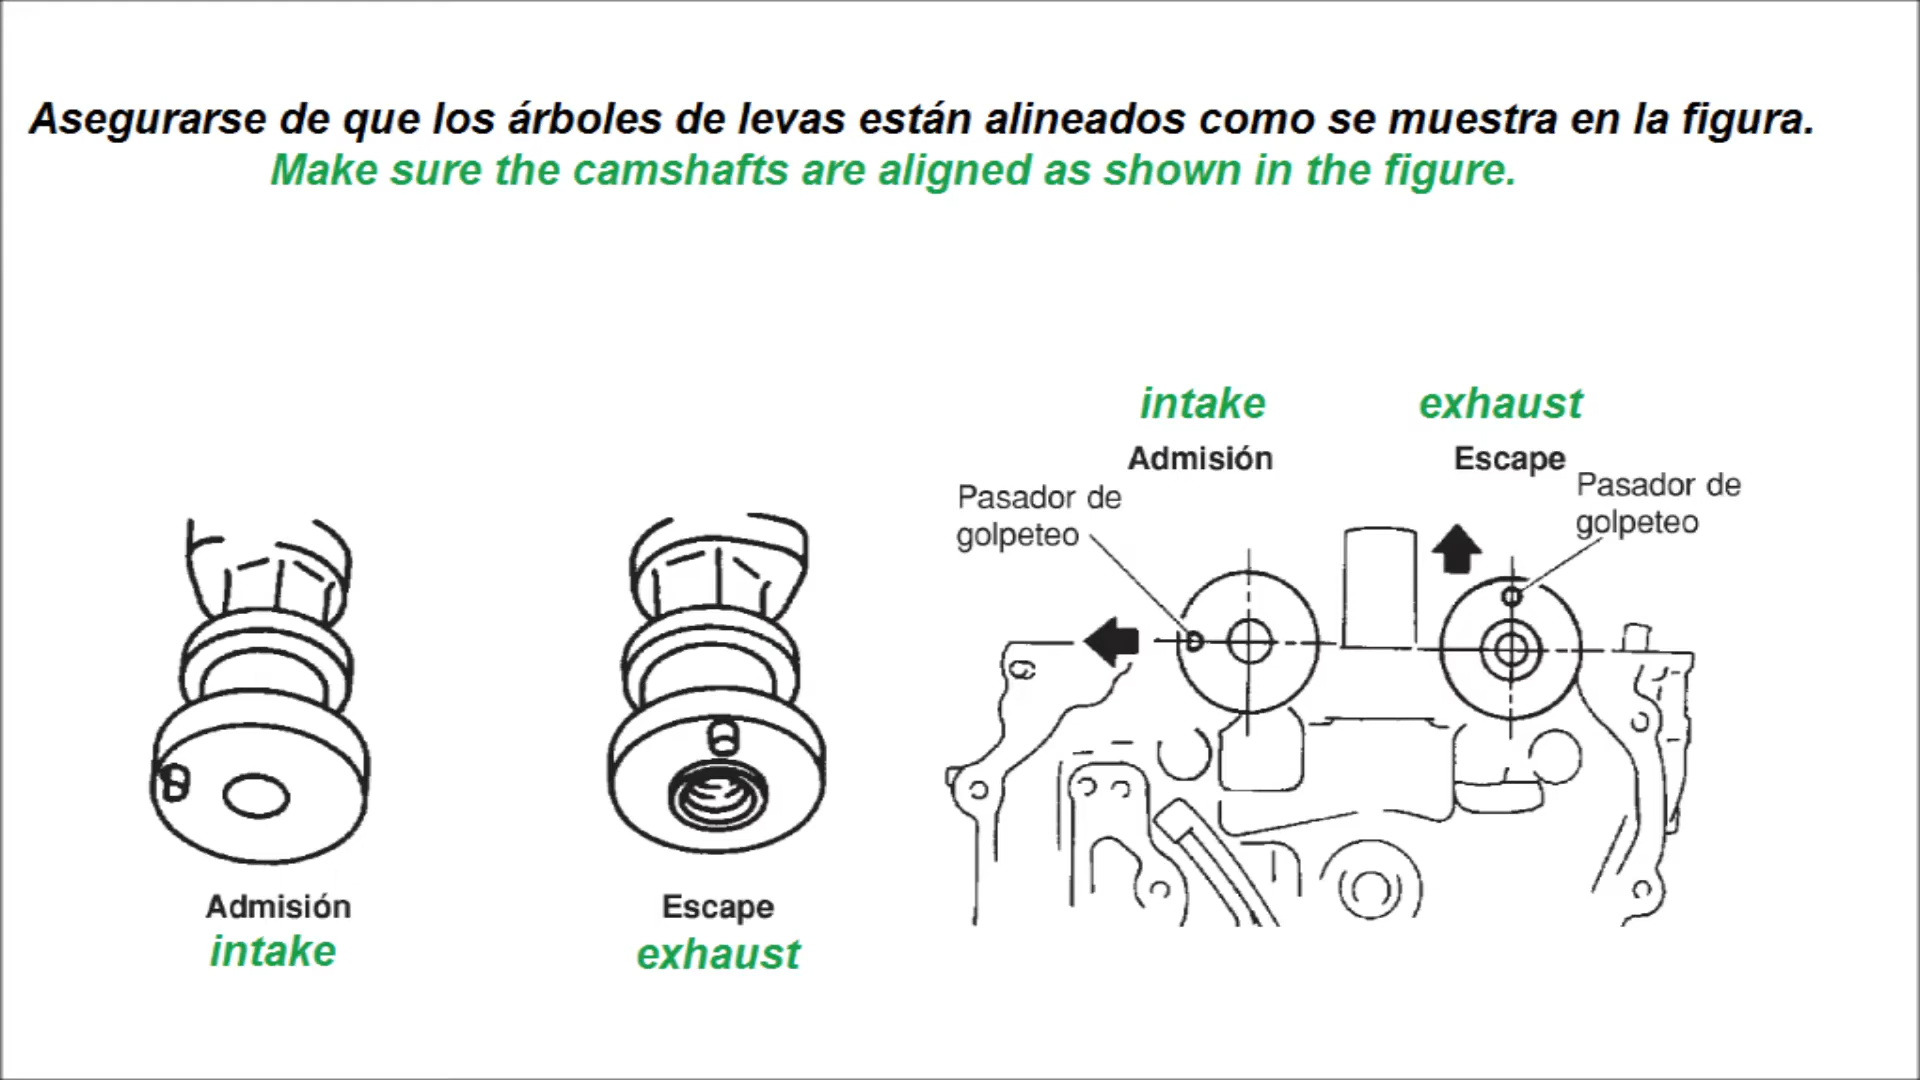 Asegurarse de que los árboles de levas están alineados como se muestra en la figura.
Make sure the camshafts are aligned as shown in the figure.
intake
exhaust
Admisión
Escape
Pasador de
golpeteo
Pasador de
golpeteo
Admisión
intake
Escape
exhaust